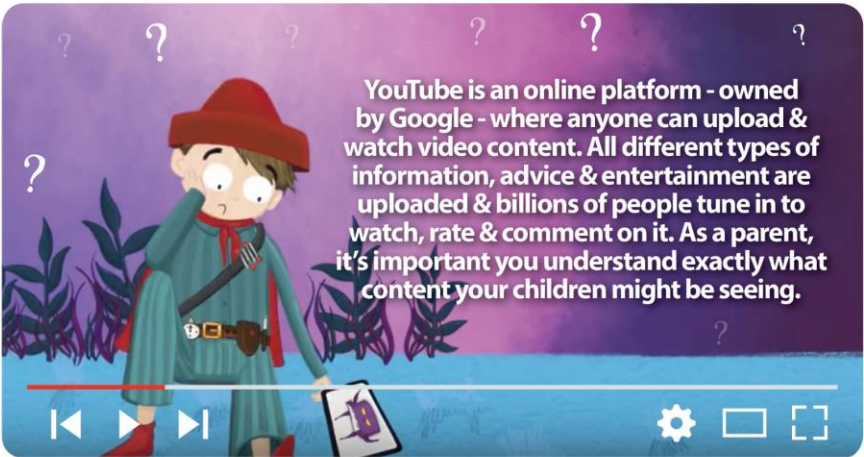 YouTube is an online platform - owned
by Google - where anyone can upload &
watch video content. All different types of
information, advice & entertainment are
uploaded & billions of people tune in to
watch, rate & comment on it. As a parent,
it's important you understand exactly what
content your children might be seeing.